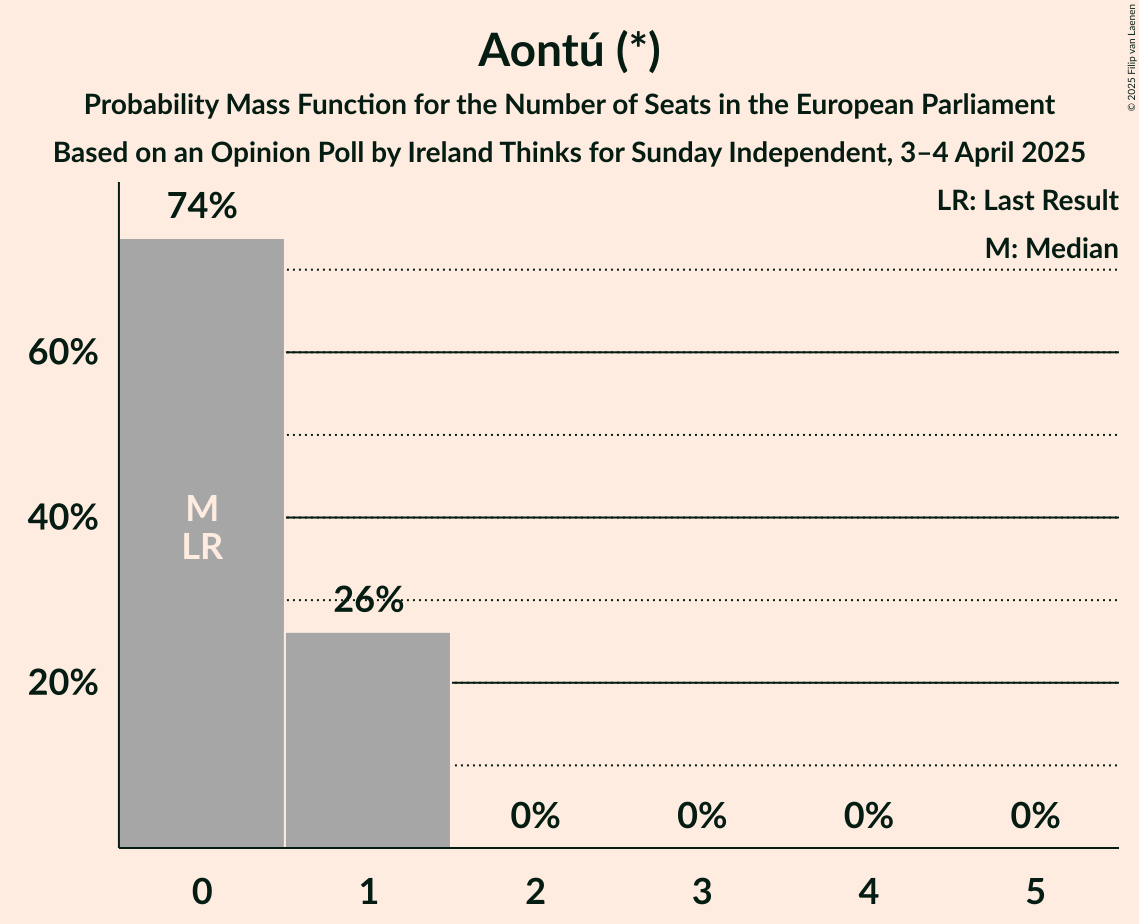 Aontú (*)
Probability Mass Function for the Number of Seats in the European Parliament
Based on an Opinion Poll by Ireland Thinks for Sunday Independent, 3–4 April 2025
© 2025 Filip van Laenen
LR: Last Result
M: Median
74%
60%
40%
20%
M
LR
26%
0% 0% 0% 0%
0 1 2 3 4 5